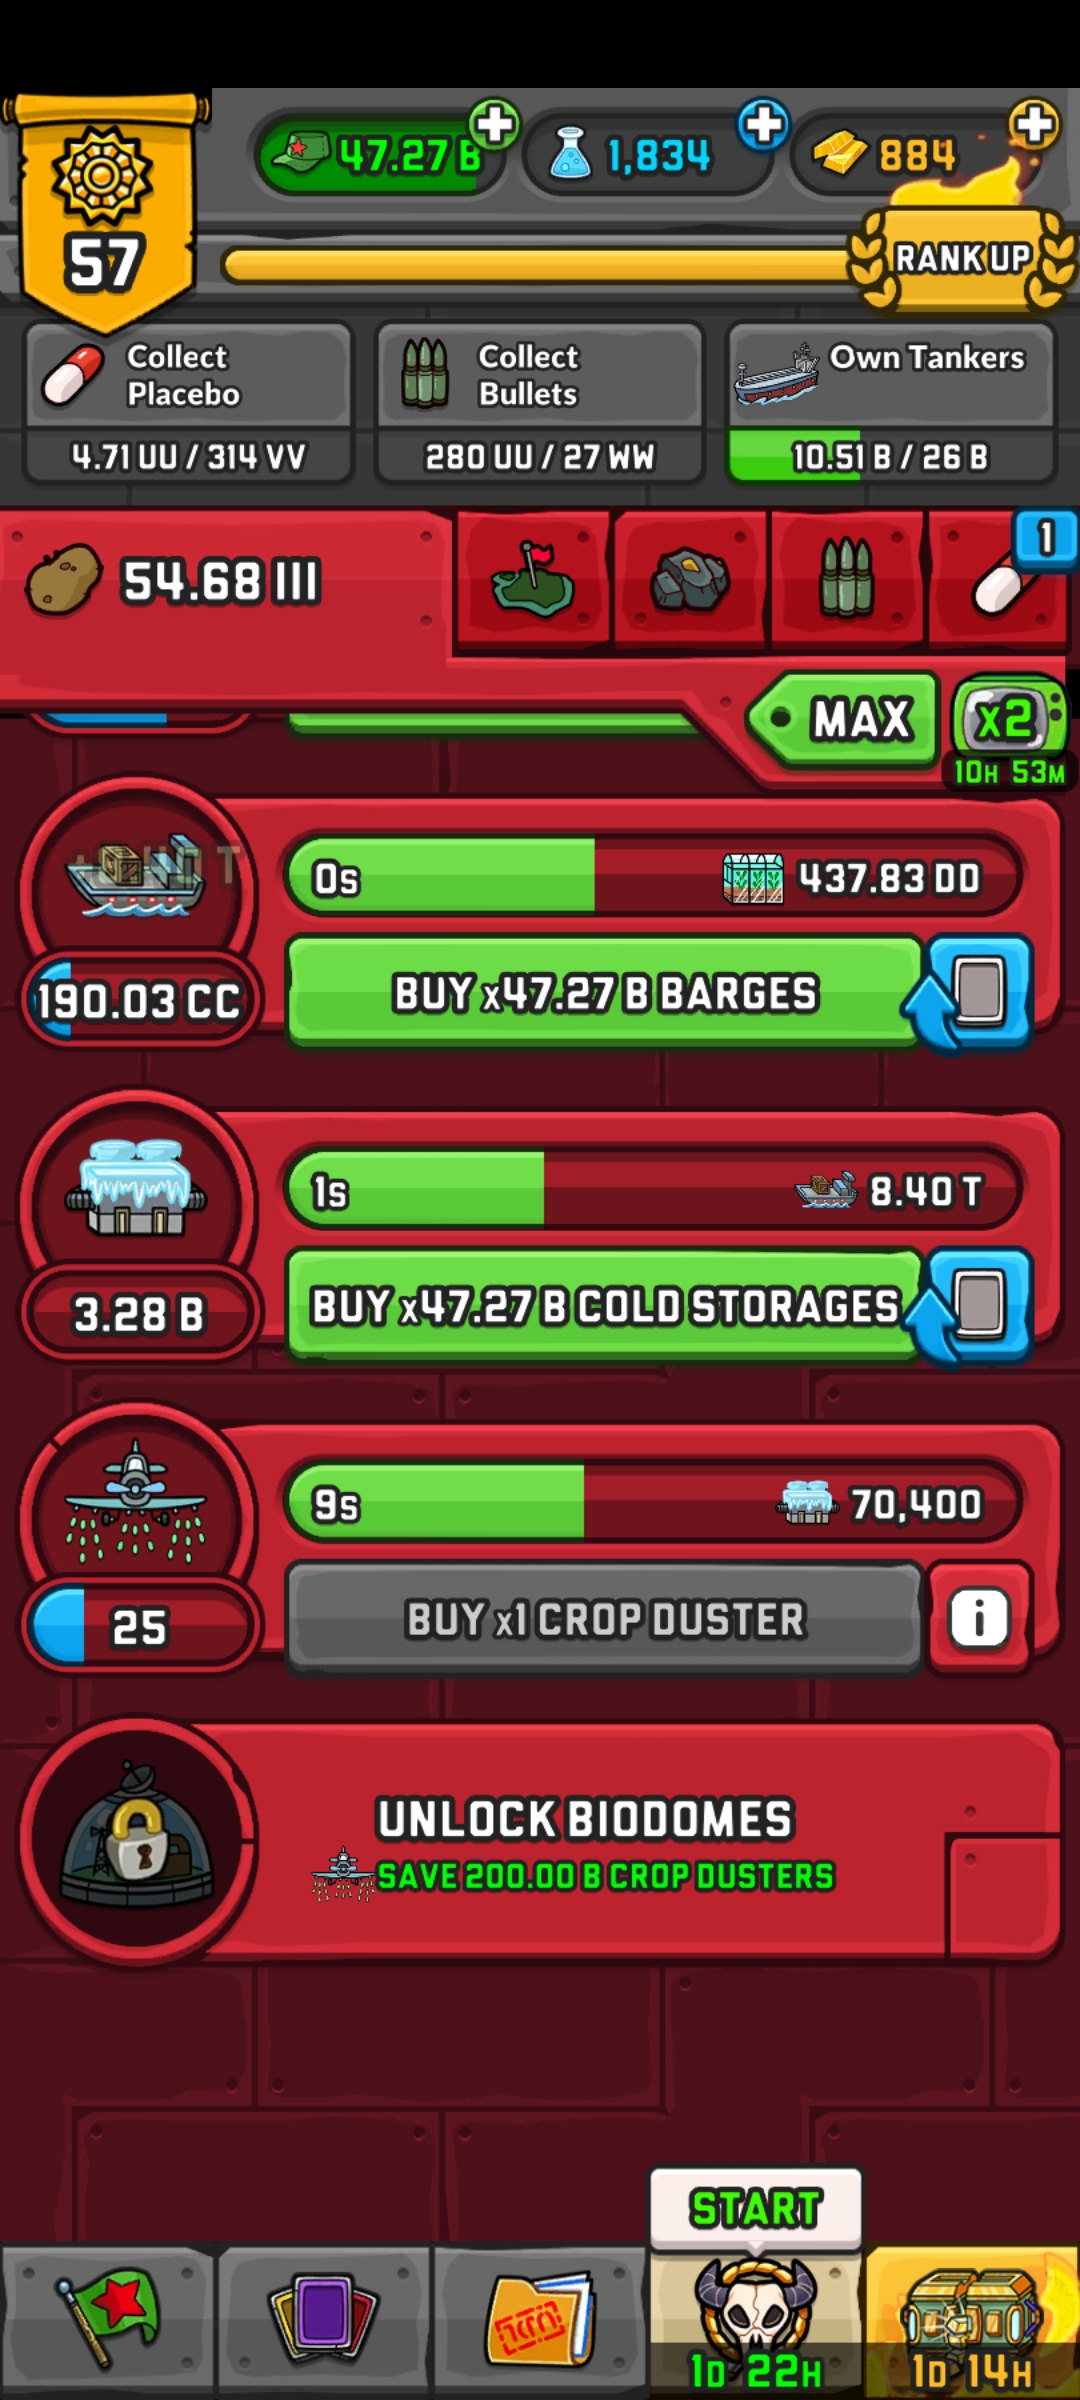 47.27 B
1,834
884
57
RANK UP
Collect
Placebo
4.71 UU / 314 VV
Collect
Bullets
280 UU / 27 WW
Own Tankers
10.51 B / 26 B
54.68 III
1
MAX
x2
10H 53M
0s
437.83 DD
190.03 CC
BUY x47.27 B BARGES
1s
8.40 T
3.28 B
BUY x47.27 B COLD STORAGES
9s
70,400
25
BUY x1 CROP DUSTER
i
UNLOCK BIODOMES
SAVE 200.00 B CROP DUSTERS
START
1D 22H
1D 14H